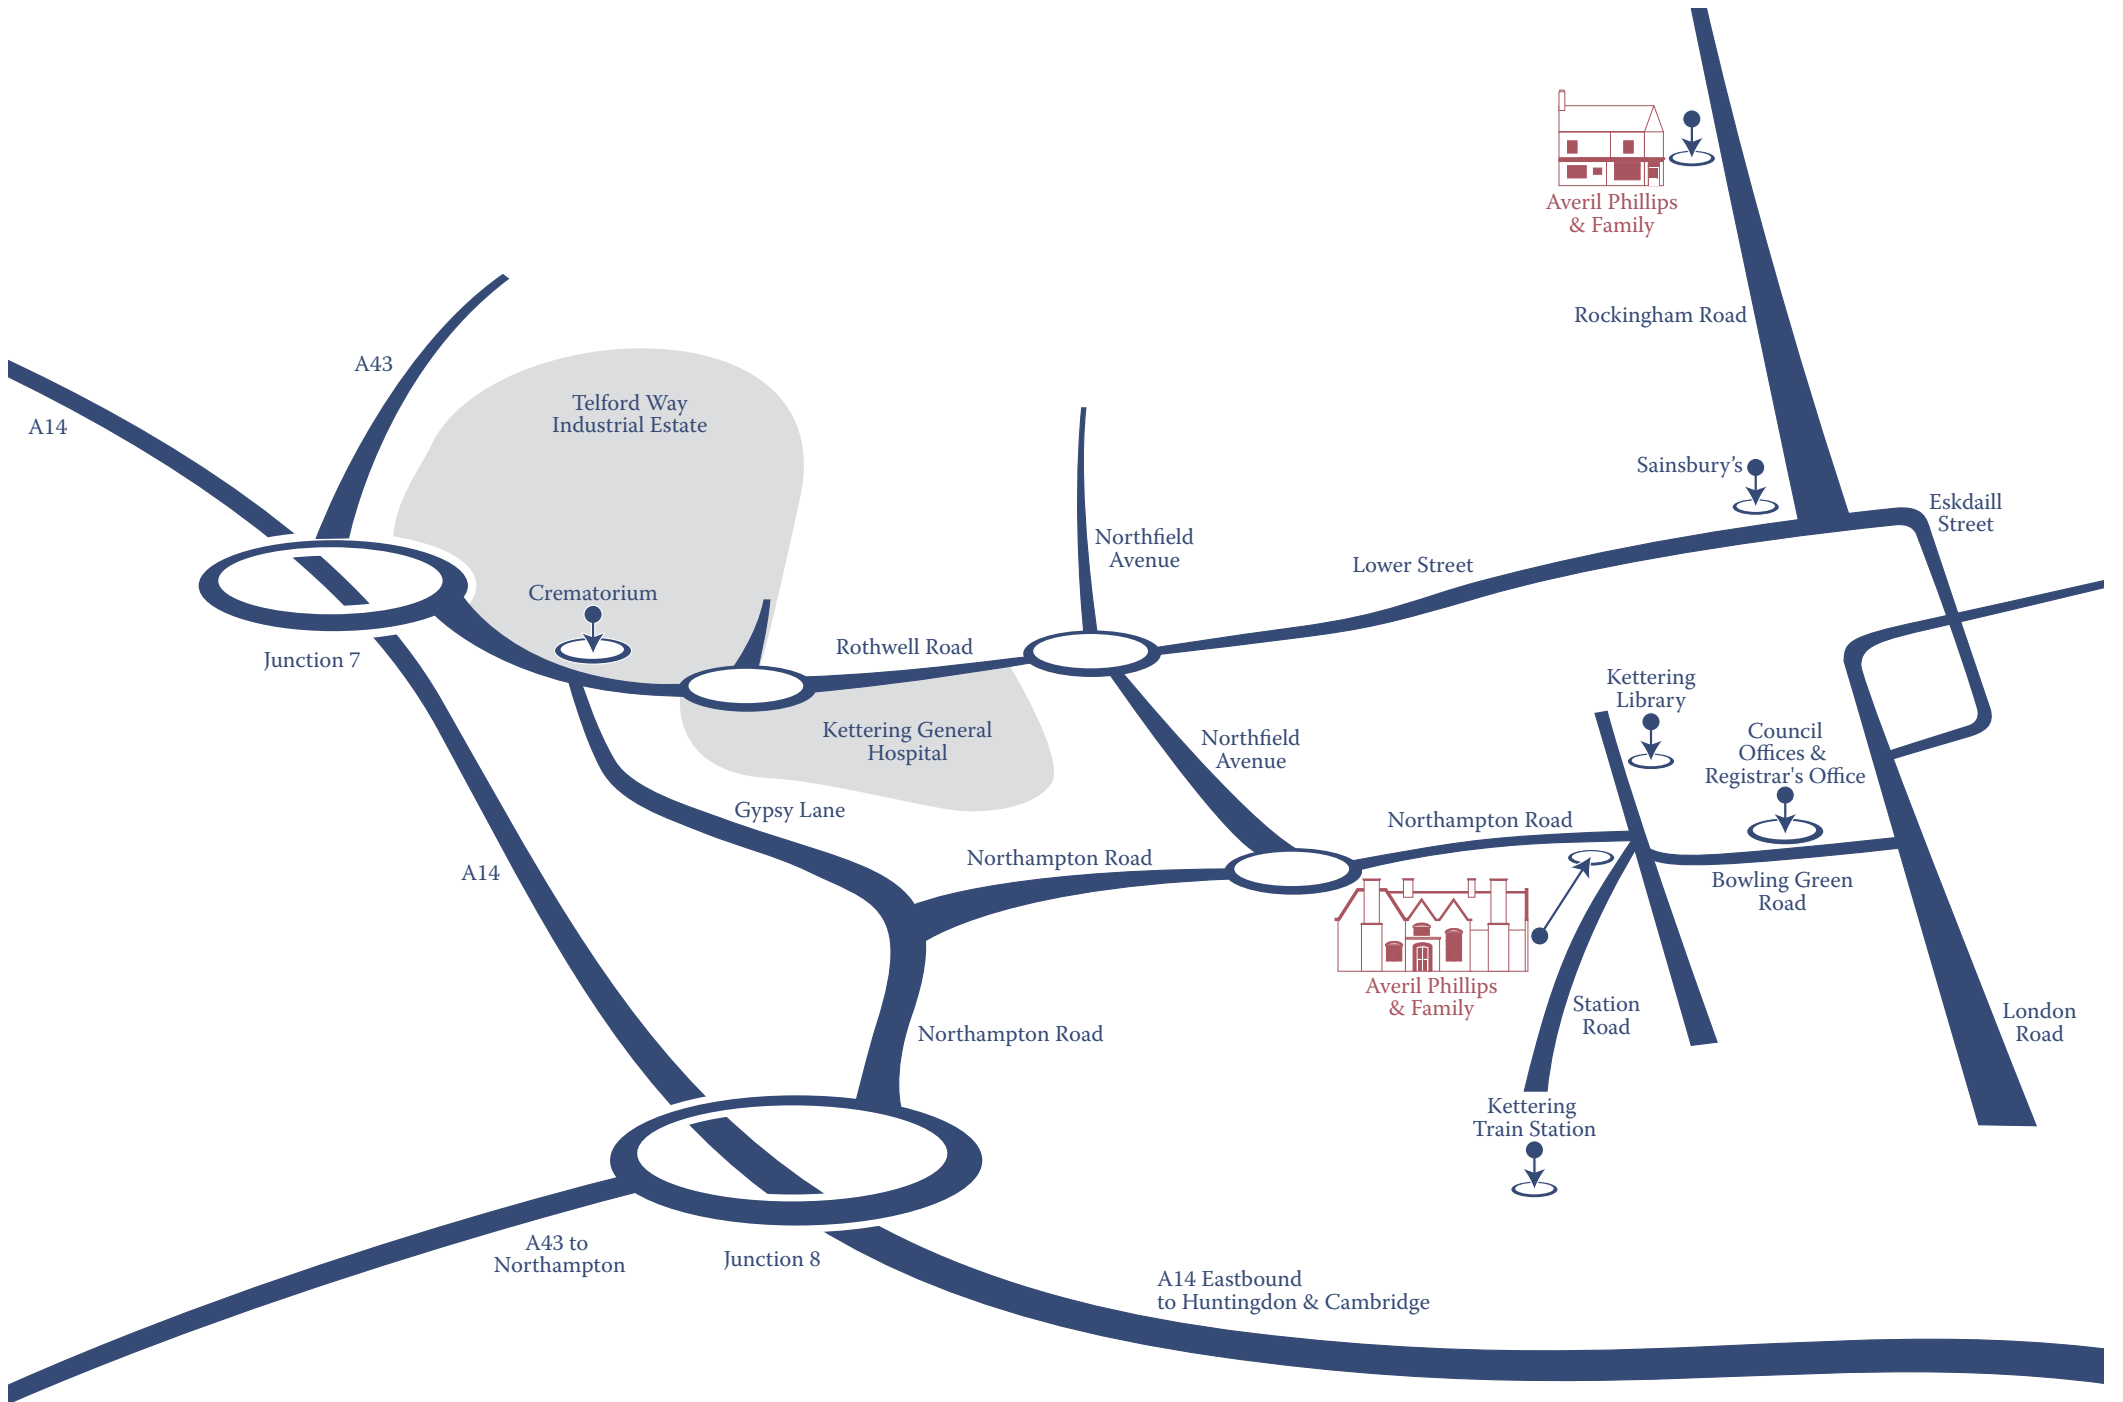 Averil Phillips
& Family
Rockingham Road
A43
Telford Way
Industrial Estate
A14
Sainsbury’s
Eskdaill
Street
Northfield
Avenue
Lower Street
Crematorium
Rothwell Road
Junction 7
Kettering
Library
Kettering General
Hospital
Northfield
Avenue
Council
Offices &
Registrar's Office
Gypsy Lane
Northampton Road
Northampton Road
A14
Bowling Green
Road
Averil Phillips
& Family
Station
Road
London
Road
Northampton Road
Kettering
Train Station
A43 to
Northampton
Junction 8
A14 Eastbound
to Huntingdon & Cambridge